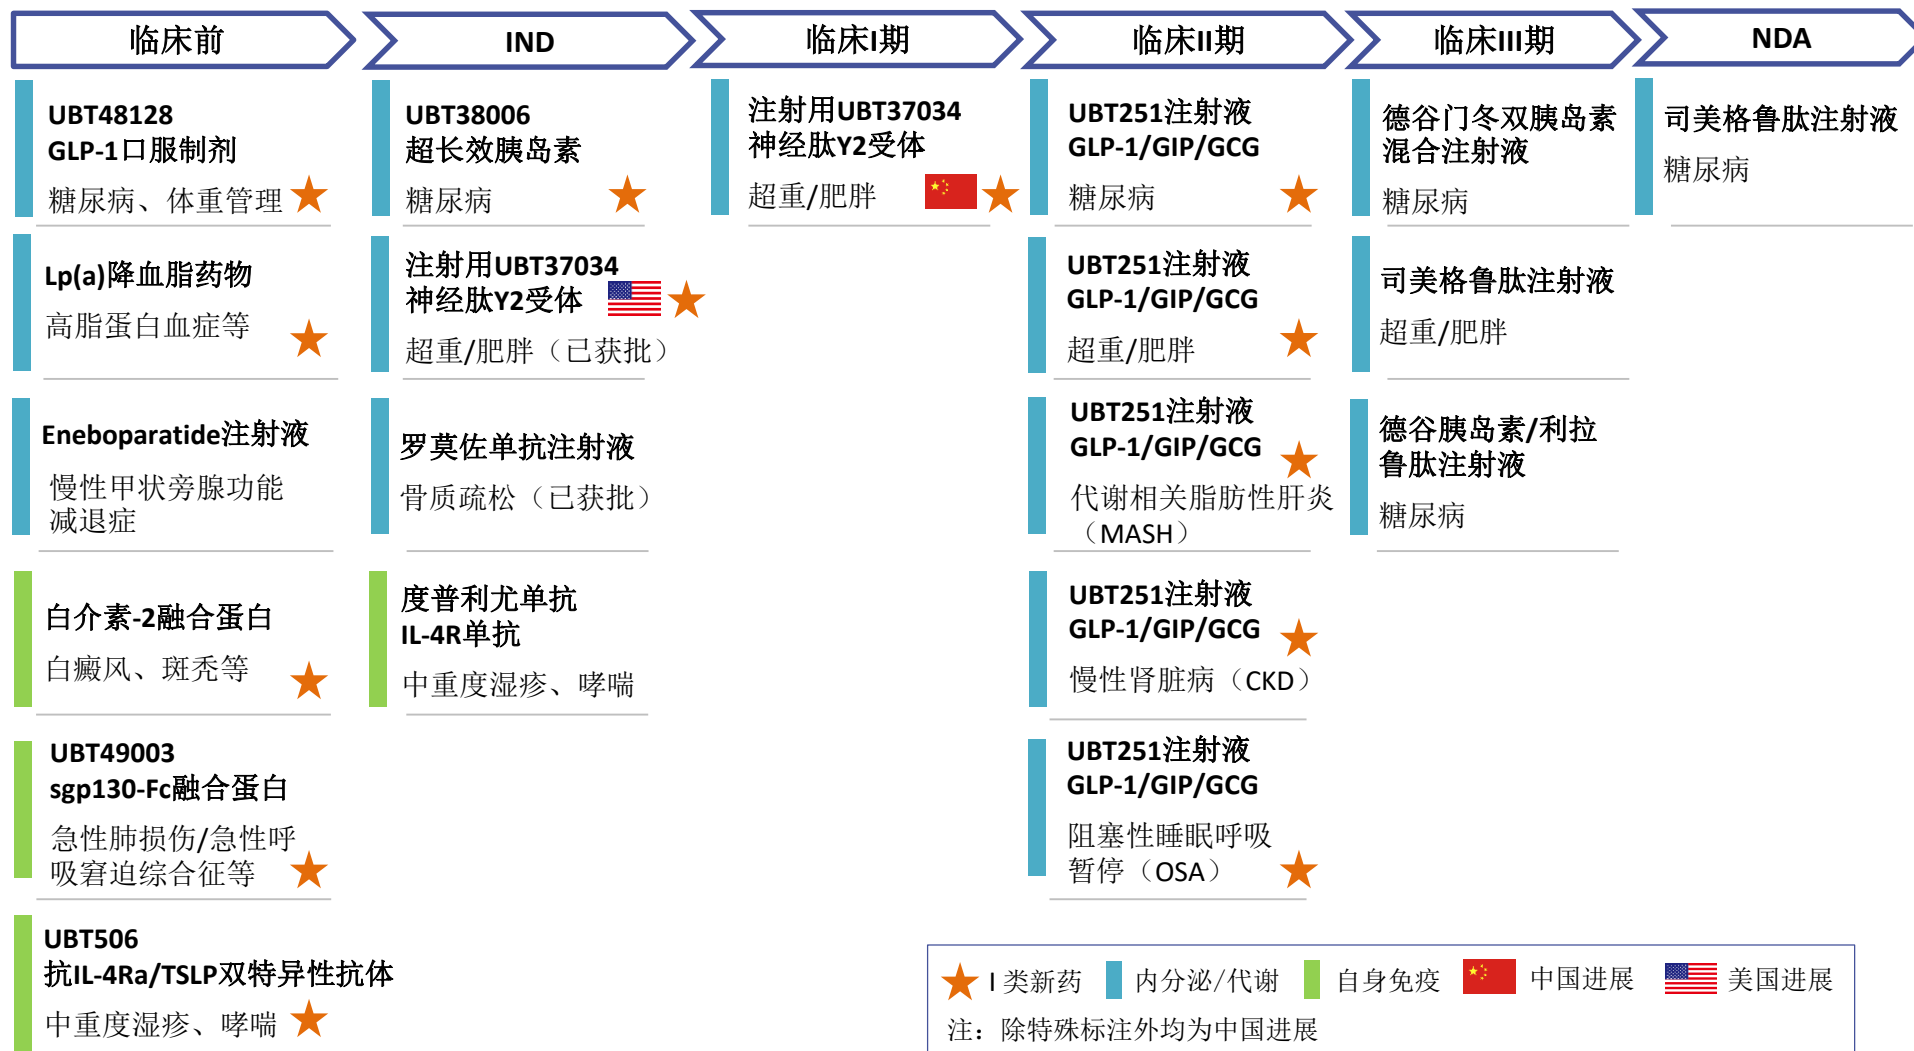 临床前
IND
临床I期
临床II期
临床III期
NDA
UBT48128
GLP-1口服制剂
糖尿病、体重管理
Lp(a)降血脂药物
高脂蛋白血症等
Eneboparatide注射液
慢性甲状旁腺功能
减退症
白介素-2融合蛋白
白癜风、斑秃等
UBT49003
sgp130-Fc融合蛋白
急性肺损伤/急性呼
吸窘迫综合征等
UBT506
抗IL-4Ra/TSLP双特异性抗体
中重度湿疹、哮喘
UBT38006
超长效胰岛素
糖尿病
注射用UBT37034
神经肽Y2受体
超重/肥胖（已获批）
罗莫佐单抗注射液
骨质疏松（已获批）
度普利尤单抗
IL-4R单抗
中重度湿疹、哮喘
注射用UBT37034
神经肽Y2受体
超重/肥胖
UBT251注射液
GLP-1/GIP/GCG
糖尿病
UBT251注射液
GLP-1/GIP/GCG
超重/肥胖
UBT251注射液
GLP-1/GIP/GCG
代谢相关脂肪性肝炎
（MASH）
UBT251注射液
GLP-1/GIP/GCG
慢性肾脏病（CKD）
UBT251注射液
GLP-1/GIP/GCG
阻塞性睡眠呼吸
暂停（OSA）
德谷门冬双胰岛素
混合注射液
糖尿病
司美格鲁肽注射液
超重/肥胖
德谷胰岛素/利拉
鲁肽注射液
糖尿病
司美格鲁肽注射液
糖尿病
I 类新药 内分泌/代谢 自身免疫 中国进展 美国进展
注：除特殊标注外均为中国进展